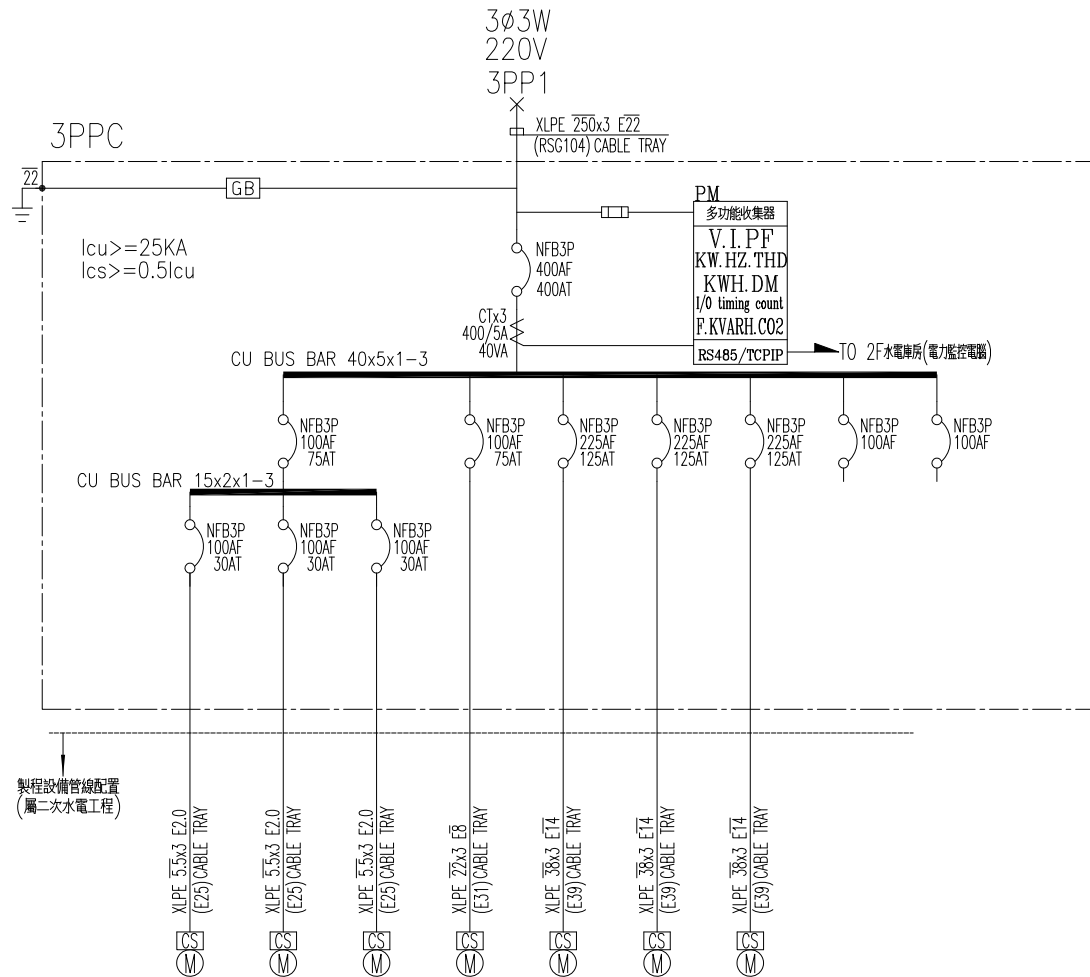 3ø3W
220V
3PP1
XLPE 250x3 E22
(RSG104) CABLE TRAY
3PPC
22
GB
Icu>=25KA
Ics>=0.5Icu
PM
多功能收集器
V.I.PF
KW.HZ.THD
KWH.DM
I/O timing count
F.KVARH.CO2
RS485/TCPIP
TO 2F水電庫房(電力監控電腦)
NFB3P
400AF
400AT
CTx3
400/5A
40VA
CU BUS BAR 40x5x1-3
NFB3P
100AF
75AT
NFB3P
100AF
75AT
NFB3P
225AF
125AT
NFB3P
225AF
125AT
NFB3P
225AF
125AT
NFB3P
100AF
NFB3P
100AF
CU BUS BAR 15x2x1-3
NFB3P
100AF
30AT
NFB3P
100AF
30AT
NFB3P
100AF
30AT
製程設備管線配置
(屬二次水電工程)
XLPE 5.5x3 E2.0
(E25) CABLE TRAY
XLPE 5.5x3 E2.0
(E25) CABLE TRAY
XLPE 5.5x3 E2.0
(E25) CABLE TRAY
XLPE 22x3 E8
(E31) CABLE TRAY
XLPE 38x3 E14
(E39) CABLE TRAY
XLPE 38x3 E14
(E39) CABLE TRAY
XLPE 38x3 E14
(E39) CABLE TRAY
CS
M
CS
M
CS
M
CS
M
CS
M
CS
M
CS
M